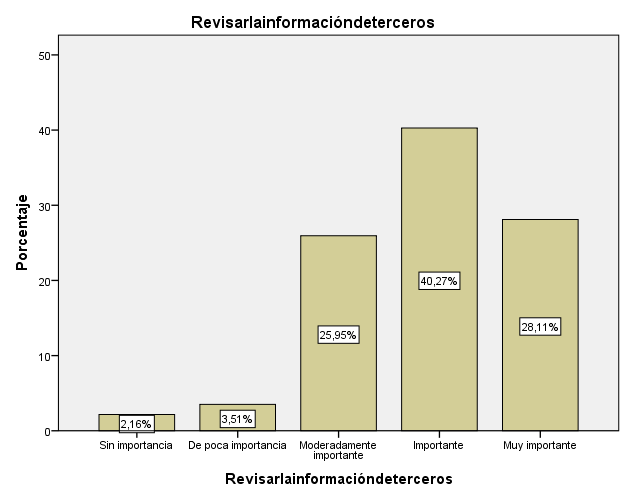 Revisarlainformacióndeterceros
Porcentaje
50
40
30
20
10
0
2,16%
3,51%
25,95%
40,27%
28,11%
Sin importancia
De poca importancia
Moderadamente
importante
Importante
Muy importante
Revisarlainformacióndeterceros